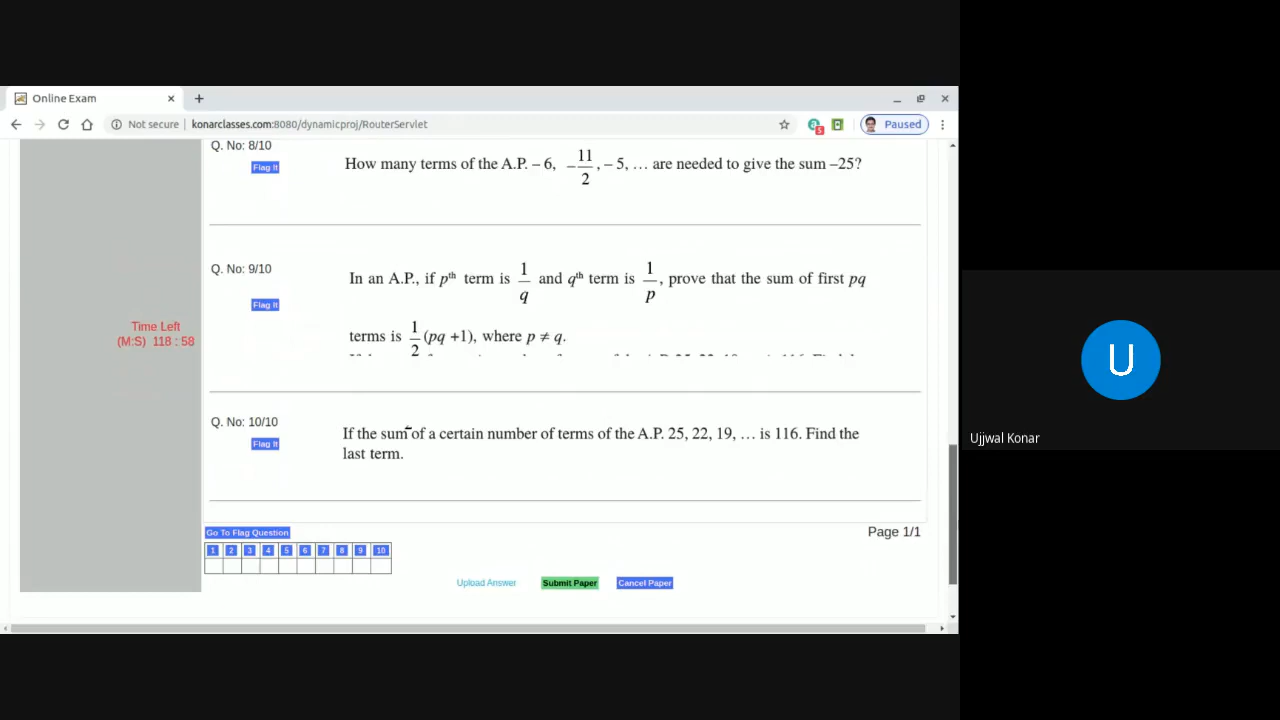 Online Exam
Not secure | konarclasses.com:8080/dynamicproj/RouterServlet
Paused
Q. No: 8/10
Flag It
How many terms of the A.P. – 6, –11/2, – 5, … are needed to give the sum –25?
Q. No: 9/10
Flag It
In an A.P., if pᵗʰ term is 1/q and qᵗʰ term is 1/p, prove that the sum of first pq
terms is 1/2 (pq +1), where p ≠ q.
Time Left
(M:S) 118 : 58
Q. No: 10/10
Flag It
If the sum of a certain number of terms of the A.P. 25, 22, 19, … is 116. Find the
last term.
Page 1/1
Go To Flag Question
1 2 3 4 5 6 7 8 9 10
Upload Answer Submit Paper Cancel Paper
U
Ujjwal Konar